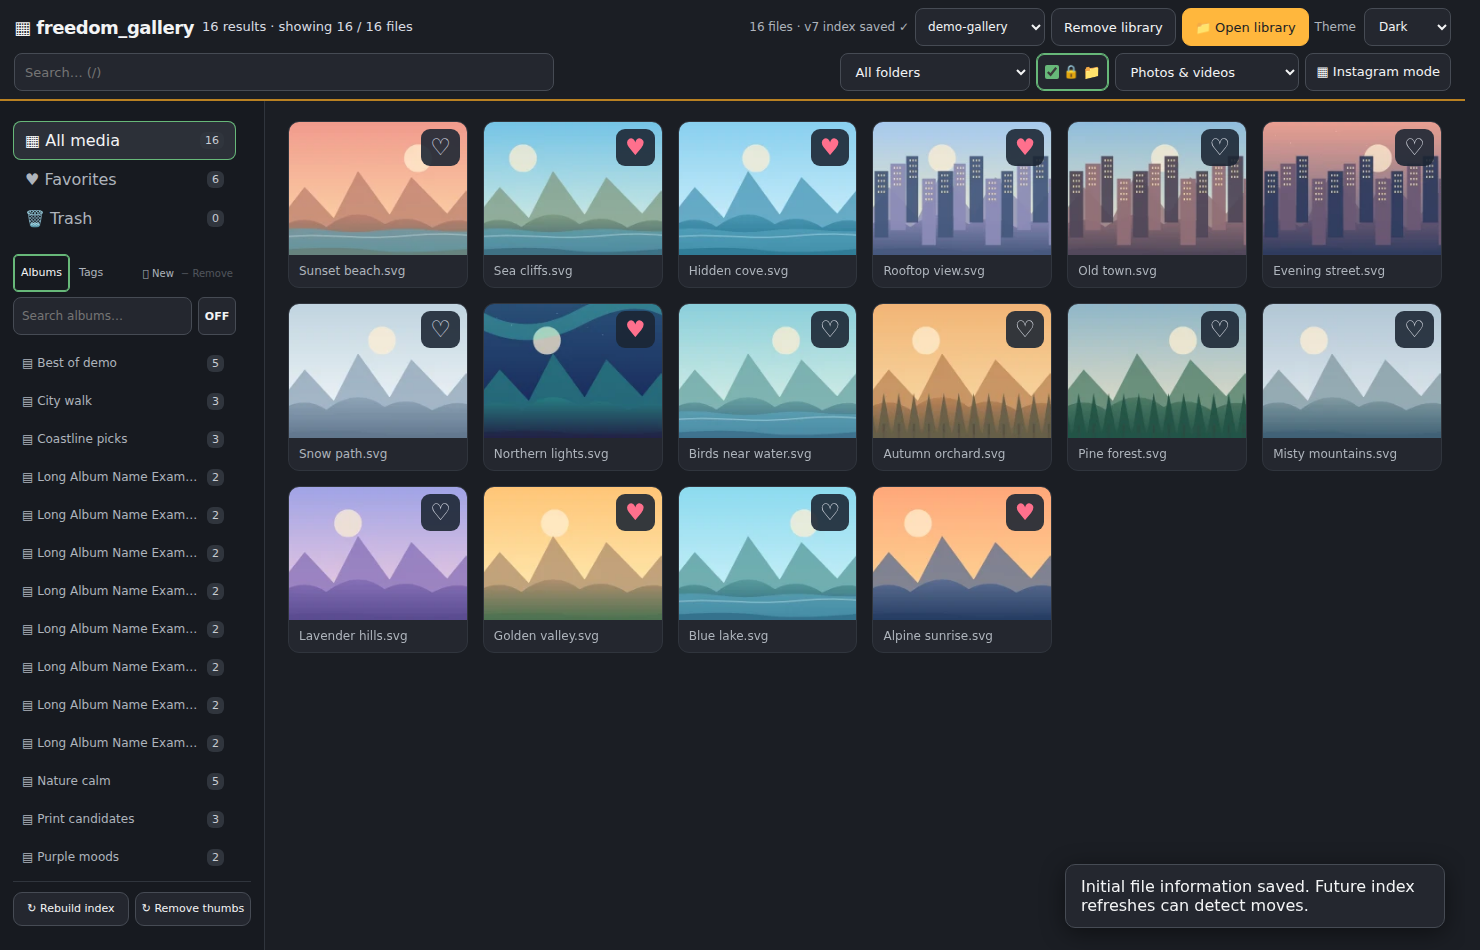 freedom_gallery 16 results · showing 16 / 16 files
16 files · v7 index saved ✓ demo-gallery Remove library Open library Theme Dark
Search... (/) All folders Photos & videos Instagram mode
All media 16
Favorites 6
Trash 0
Albums Tags New − Remove
Search albums... OFF
Best of demo 5
City walk 3
Coastline picks 3
Long Album Name Exam... 2
Long Album Name Exam... 2
Long Album Name Exam... 2
Long Album Name Exam... 2
Long Album Name Exam... 2
Long Album Name Exam... 2
Long Album Name Exam... 2
Long Album Name Exam... 2
Nature calm 5
Print candidates 3
Purple moods 2
↻ Rebuild index ↻ Remove thumbs
Sunset beach.svg Sea cliffs.svg Hidden cove.svg Rooftop view.svg Old town.svg Evening street.svg
Snow path.svg Northern lights.svg Birds near water.svg Autumn orchard.svg Pine forest.svg Misty mountains.svg
Lavender hills.svg Golden valley.svg Blue lake.svg Alpine sunrise.svg
Initial file information saved. Future index
refreshes can detect moves.